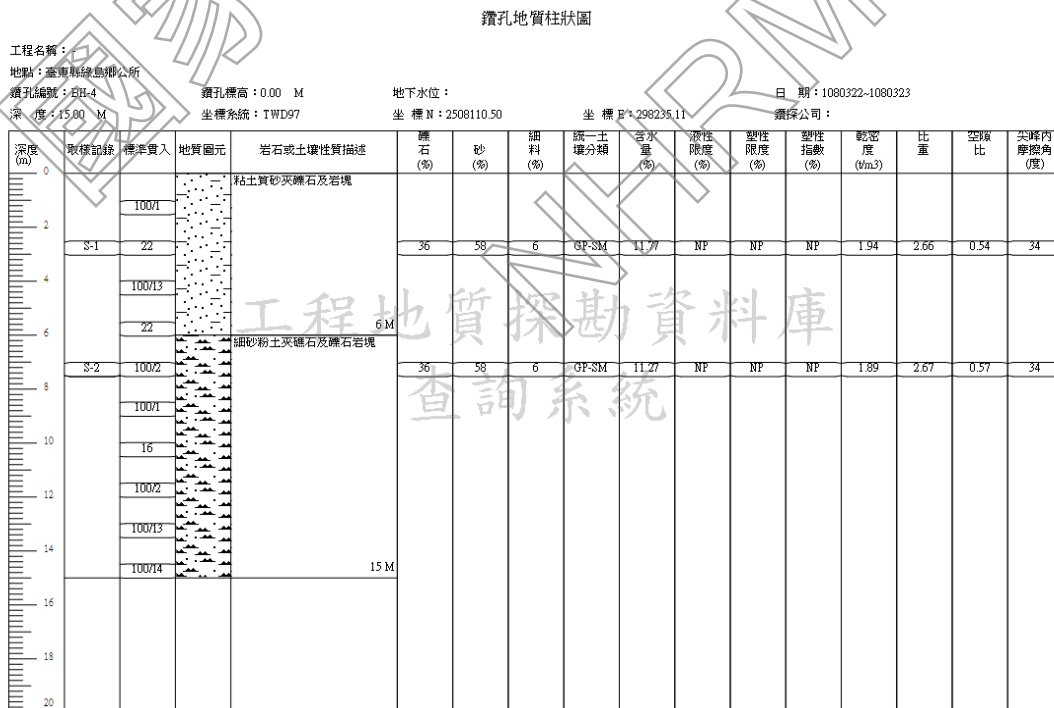 鑽孔地質柱狀圖
工程名稱：-
地點：臺東縣綠島鄉公所
鑽孔編號：BH-4 鑽孔標高：0.00 M 地下水位： 日 期：1080322~1080323
深 度：15.00 M 坐標系統：TWD97 坐 標 N：2508110.50 坐 標 E：298235.11 鑽探公司：
深度(m) 取樣記錄 標準貫入 地質圖元 岩石或土壤性質描述 礫石(%) 砂(%) 細料(%) 統一土壤分類 含水量(%) 液性限度(%) 塑性限度(%) 塑性指數(%) 乾密度(t/m3) 比重 空隙比 尖峰內摩擦角(度)
0
粘土質砂夾礫石及岩塊
100/1
2
S-1 22 36 58 6 GP-SM 11.77 NP NP NP 1.94 2.66 0.54 34
4
100/13
22 6 M
6
細砂粉土夾礫石及礫石岩塊
S-2 100/2 36 58 6 GP-SM 11.27 NP NP NP 1.89 2.67 0.57 34
8
100/1
10
16
12
100/2
100/13
14
100/14 15 M
16
18
20
國家
NHRM
工程地質探勘資料庫
查詢系統